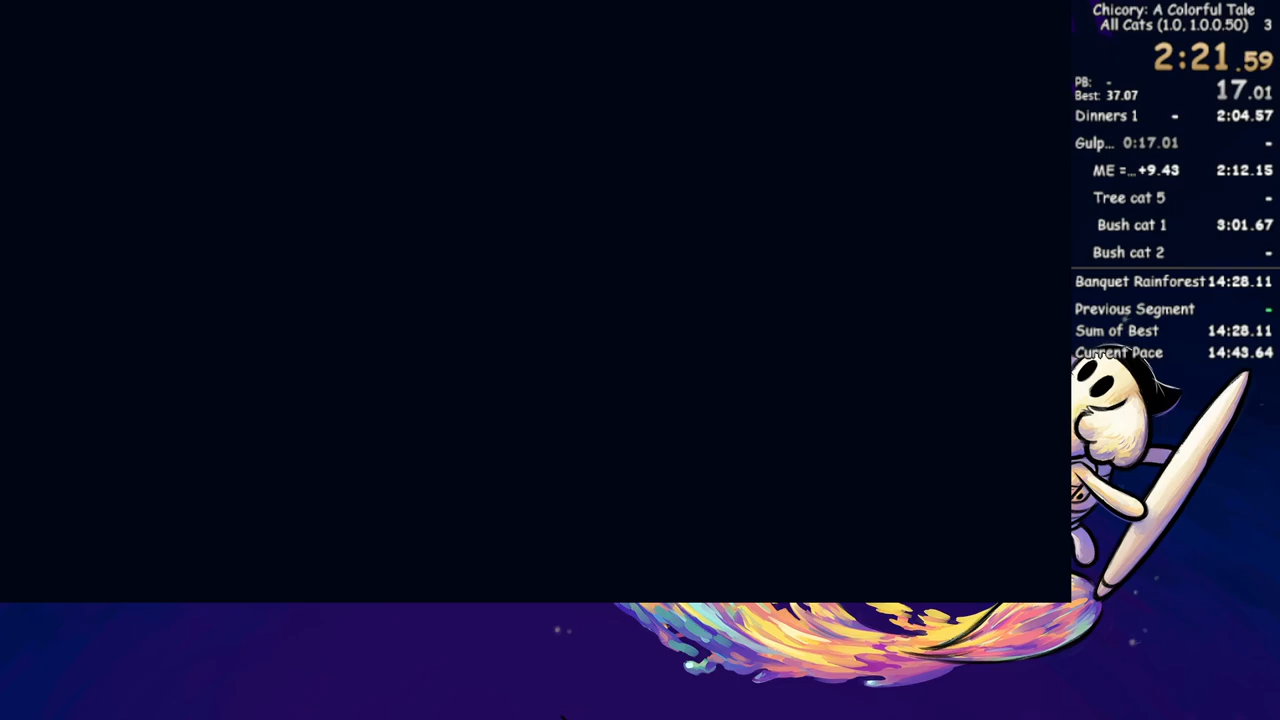 Chicory: A Colorful Tale
All Cats (1.0, 1.0.0.50) 3
2:21.59
PB: - 17.01
Best: 37.07
Dinners 1 - 2:04.57
Gulp... 0:17.01 -
ME =...+9.43 2:12.15
Tree cat 5 -
Bush cat 1 3:01.67
Bush cat 2 -
Banquet Rainforest 14:28.11
Previous Segment -
Sum of Best 14:28.11
Current Pace 14:43.64